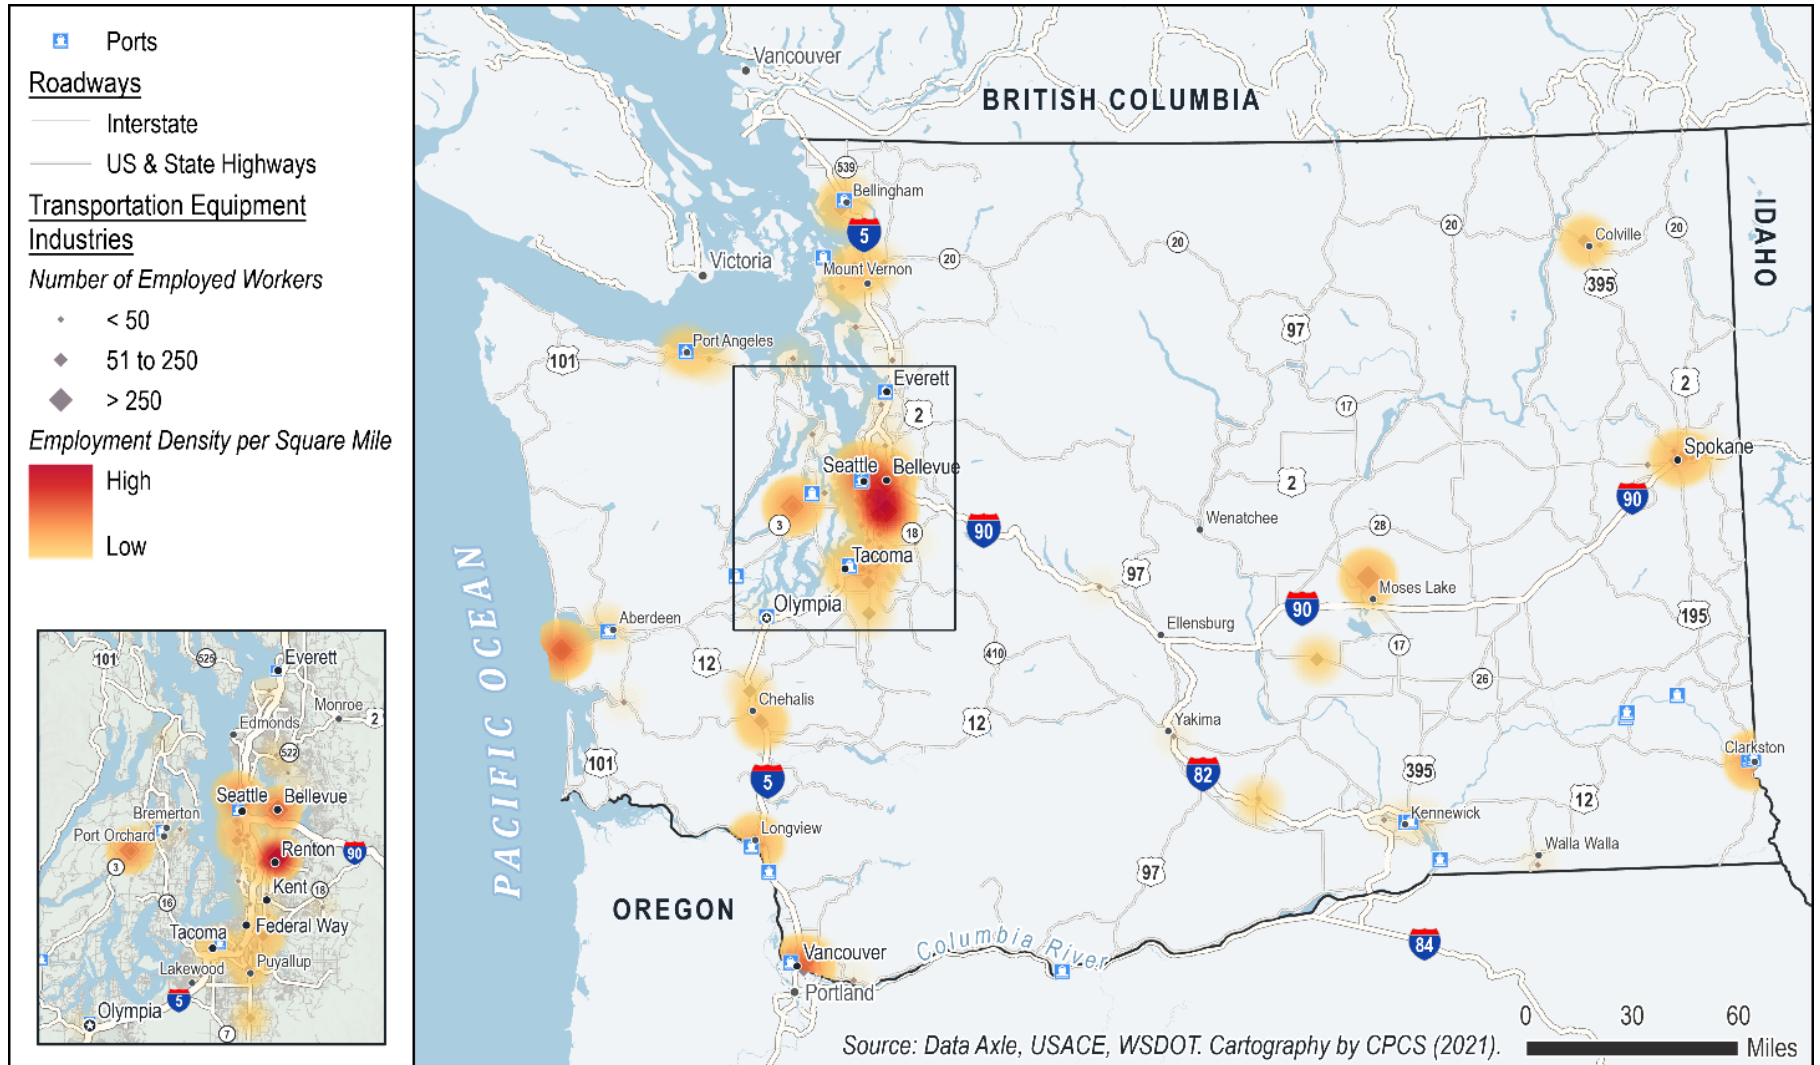 Ports
Roadways
Interstate
US & State Highways
Transportation Equipment
Industries
Number of Employed Workers
< 50
51 to 250
> 250
Employment Density per Square Mile
High
Low
101
525
Everett
Monroe
2
Edmonds
522
Seattle
Bellevue
Bremerton
Port Orchard
Renton
90
3
Kent
18
16
Federal Way
Tacoma
Puyallup
Lakewood
5
Olympia
7
Vancouver
BRITISH COLUMBIA
539
Bellingham
5
IDAHO
20
20
20
20
Colville
Victoria
Mount Vernon
395
97
Port Angeles
101
Everett
2
2
17
Seattle
Bellevue
Spokane
2
90
3
18
90
Wenatchee
28
Tacoma
97
Moses Lake
PACIFIC OCEAN
Olympia
Aberdeen
90
195
Ellensburg
12
410
17
26
Chehalis
12
Yakima
101
5
82
395
Clarkston
12
Kennewick
Longview
Walla Walla
97
OREGON
Columbia River
84
Vancouver
Portland
0 30 60
Miles
Source: Data Axle, USACE, WSDOT. Cartography by CPCS (2021).